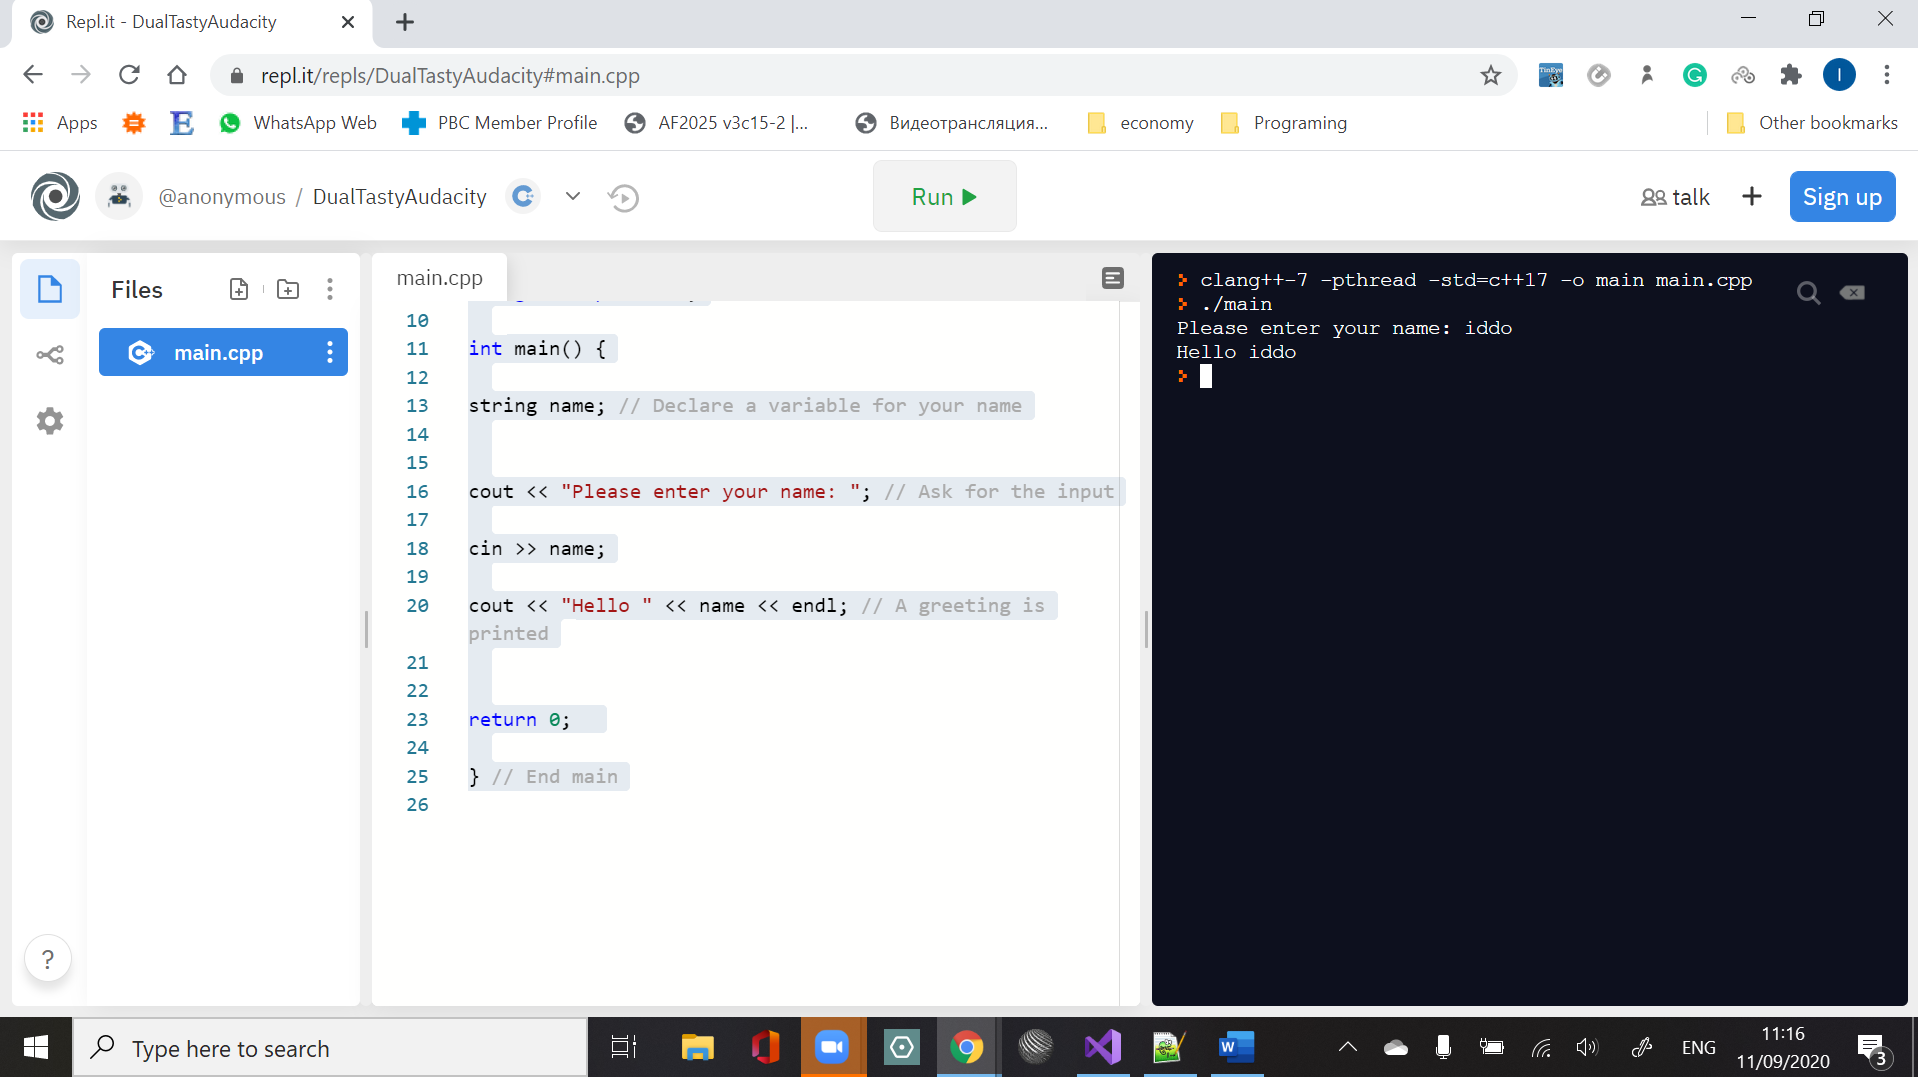 Repl.it - DualTastyAudacity
repl.it/repls/DualTastyAudacity#main.cpp
Apps
WhatsApp Web
PBC Member Profile
AF2025 v3c15-2 |...
Видеотрансляция...
economy
Programing
Other bookmarks
@anonymous / DualTastyAudacity
Run
talk
Sign up
Files
main.cpp
main.cpp
10
11 int main() {
12
13 string name; // Declare a variable for your name
14
15
16 cout << "Please enter your name: "; // Ask for the input
17
18 cin >> name;
19
20 cout << "Hello " << name << endl; // A greeting is
printed
21
22
23 return 0;
24
25 } // End main
26
clang++-7 -pthread -std=c++17 -o main main.cpp
./main
Please enter your name: iddo
Hello iddo
?
Type here to search
ENG
11:16
11/09/2020
3